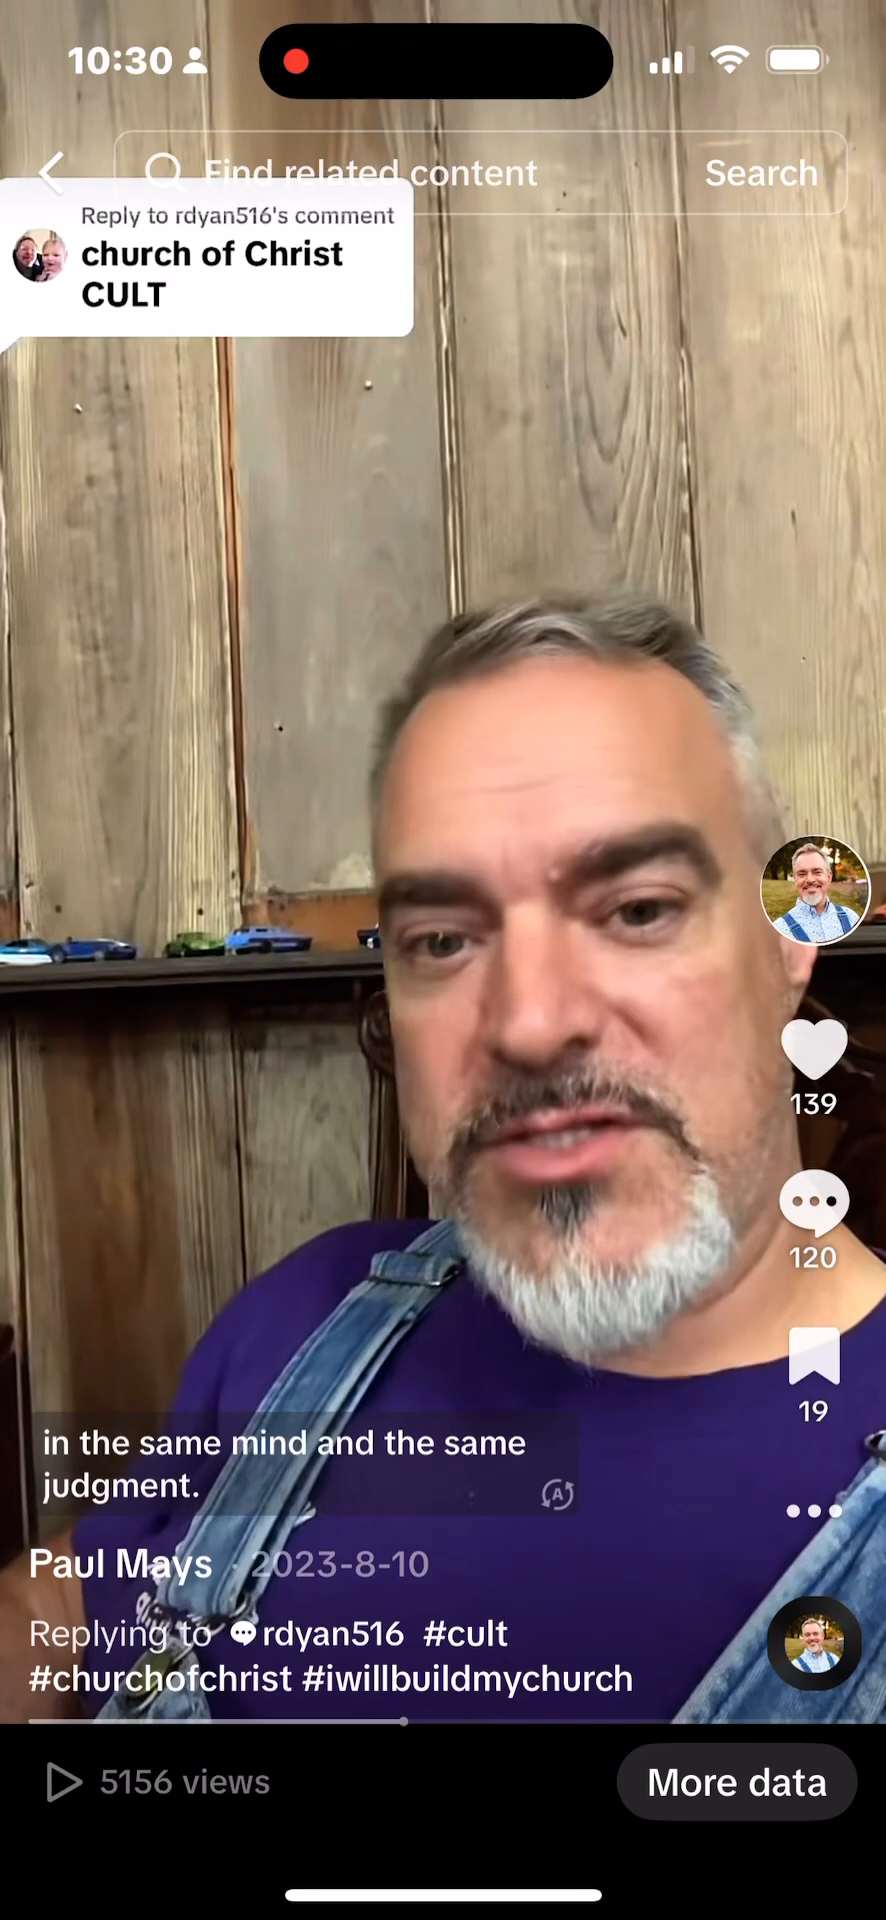 10:30
Find related content
Search
Reply to rdyan516's comment
church of Christ
CULT
139
120
19
in the same mind and the same
judgment.
A
Paul Mays · 2023-8-10
Replying to rdyan516 #cult
#churchofchrist #iwillbuildmychurch
5156 views
More data